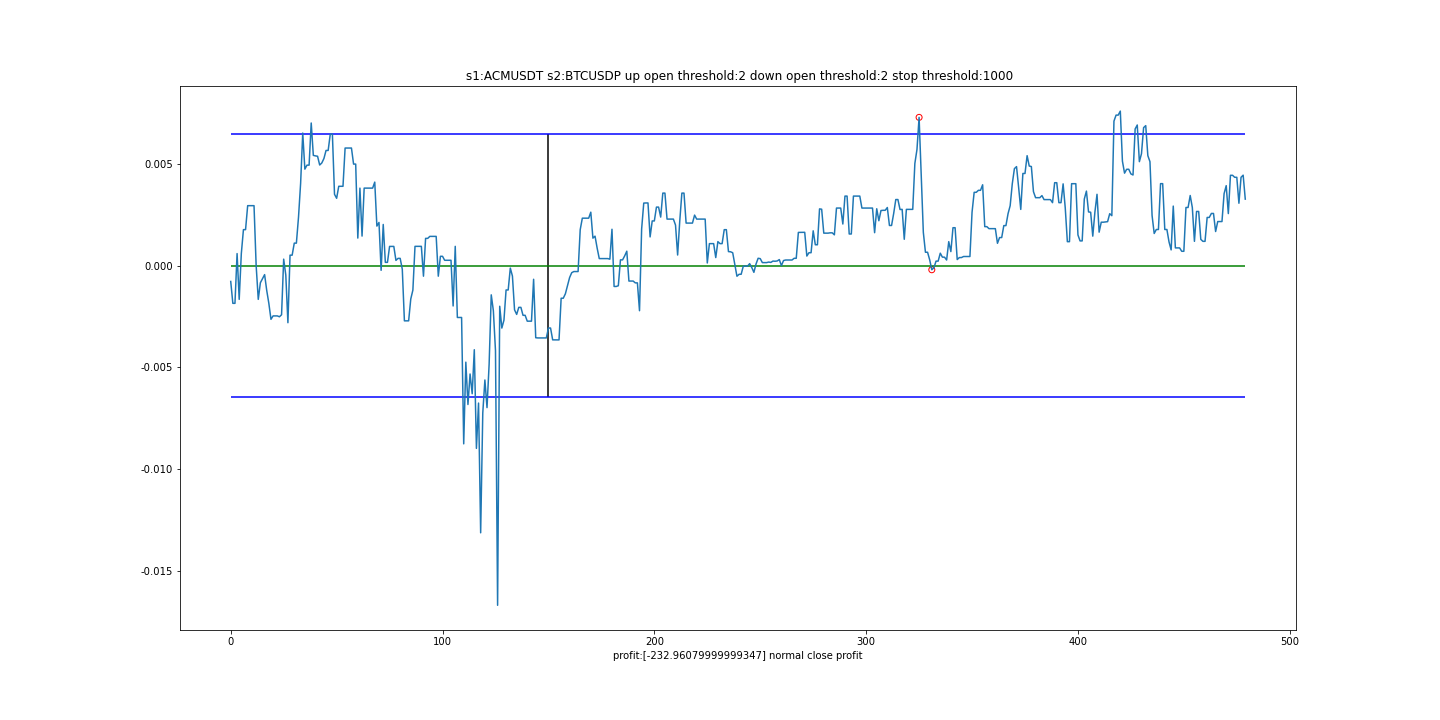 s1:ACMUSDT s2:BTCUSDP up open threshold:2 down open threshold:2 stop threshold:1000
0.005
0.000
-0.005
-0.010
-0.015
0 100 200 300 400 500
profit:[-232.96079999999347] normal close profit